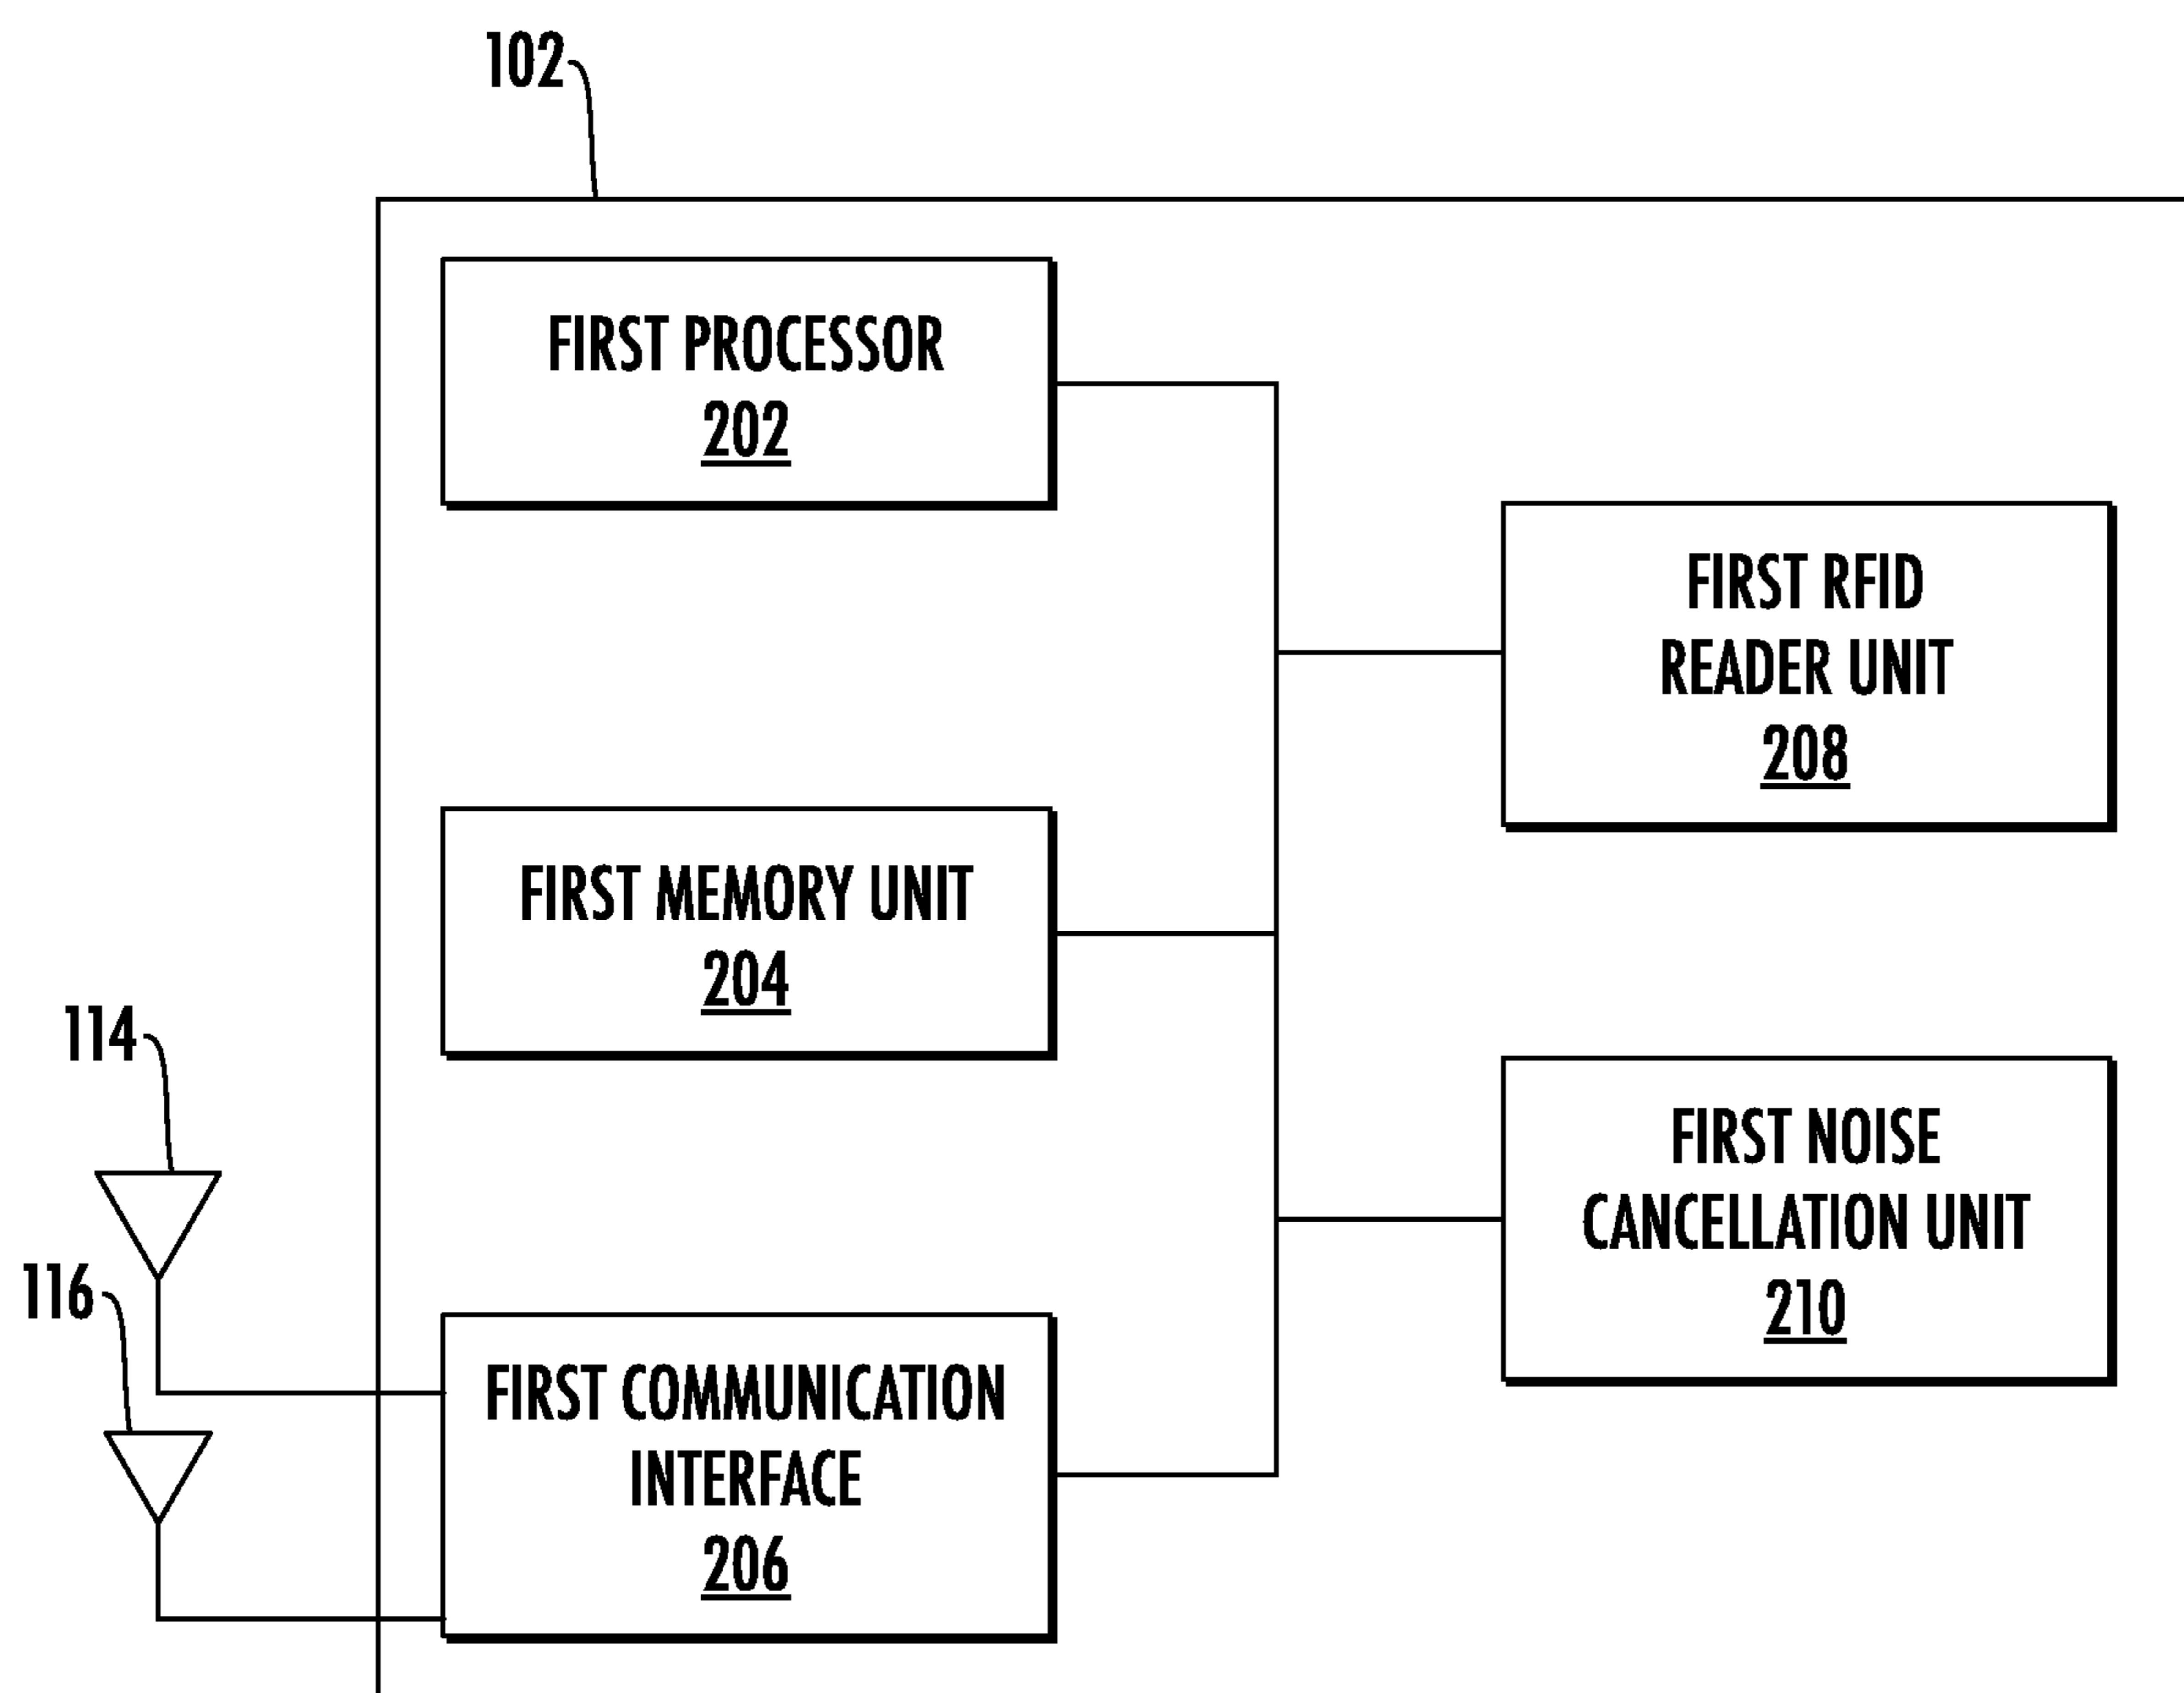 102
FIRST PROCESSOR
202
FIRST RFID
READER UNIT
208
FIRST MEMORY UNIT
204
114
FIRST NOISE
CANCELLATION UNIT
210
116
FIRST COMMUNICATION
INTERFACE
206